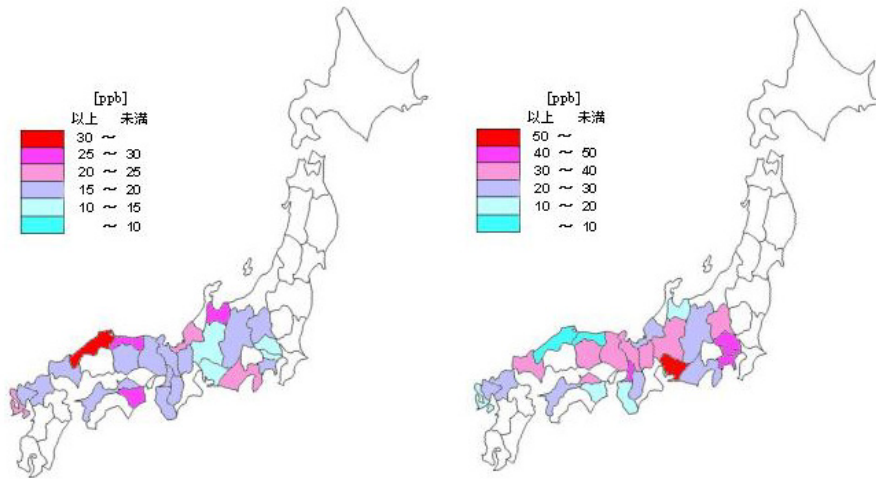 [ppb]
以上 未満
30 ～
25 ～ 30
20 ～ 25
15 ～ 20
10 ～ 15
～ 10
[ppb]
以上 未満
50 ～
40 ～ 50
30 ～ 40
20 ～ 30
10 ～ 20
～ 10